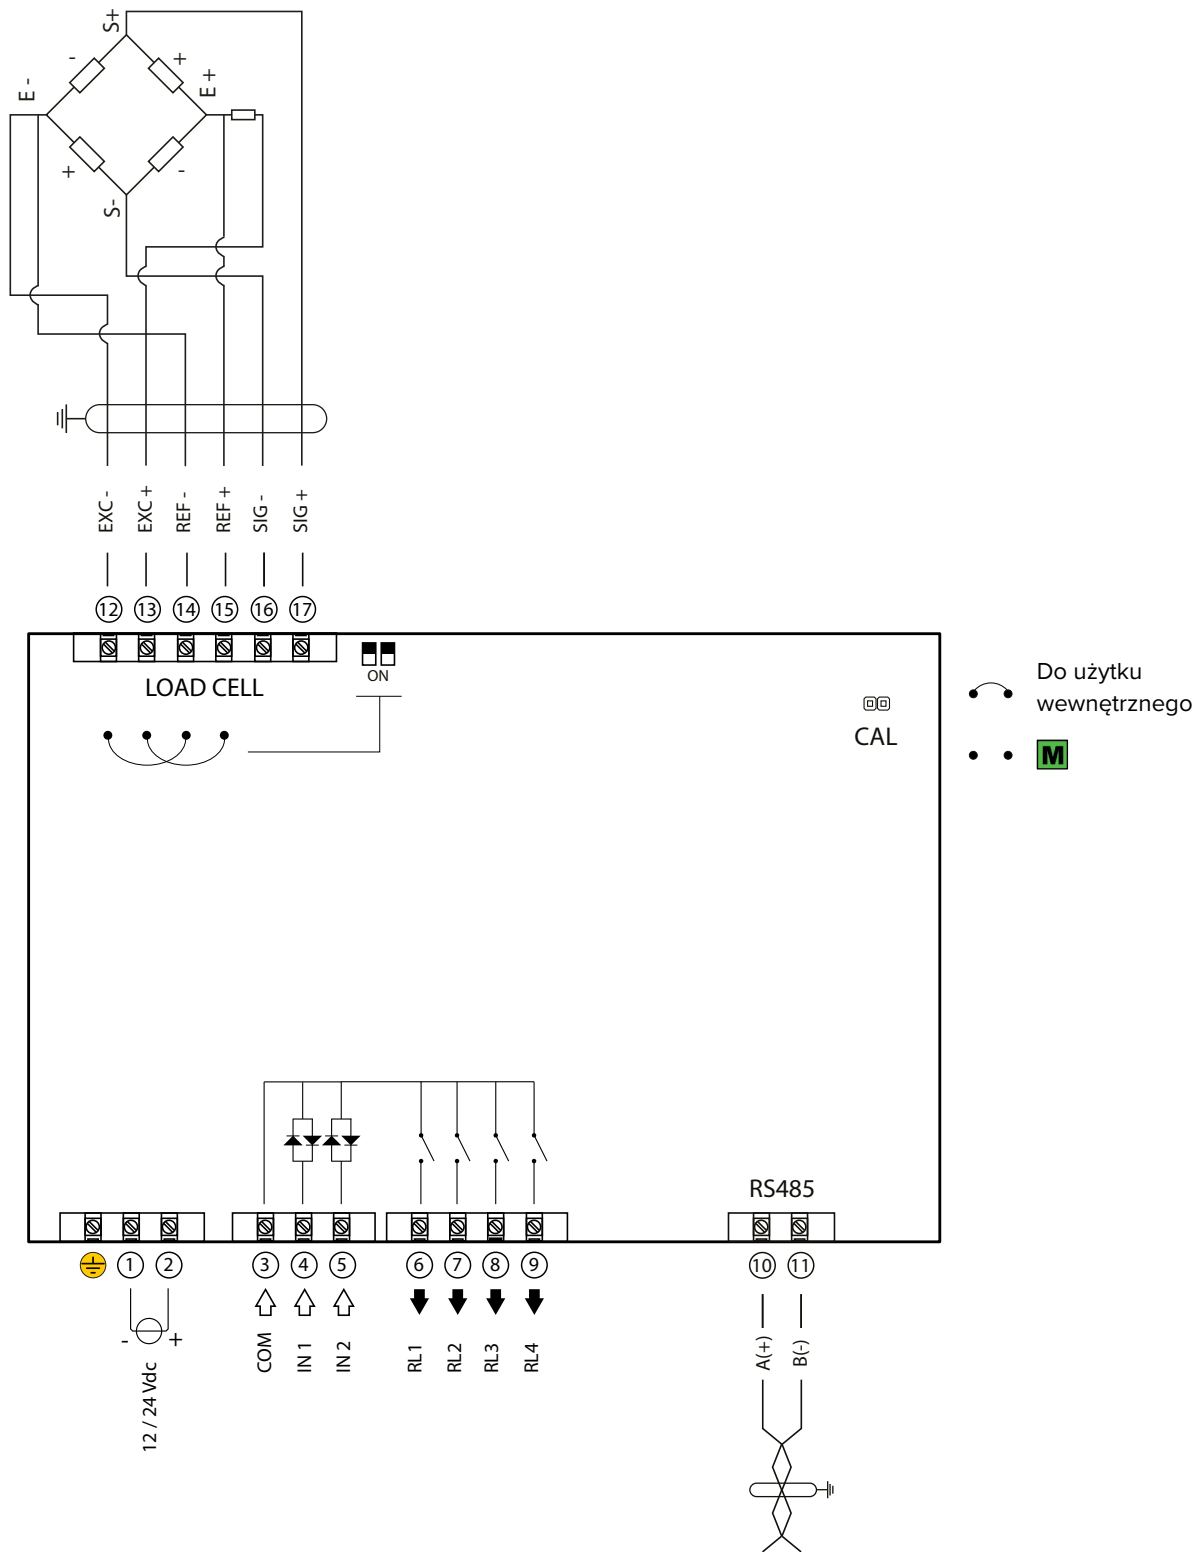 S+
-
+
E -
E +
+
-
S-
EXC -
EXC +
REF -
REF +
SIG -
SIG +
12 13 14 15 16 17
ON
LOAD CELL
CAL
Do użytku
wewnętrznego
M
RS485
1 2 3 4 5 6 7 8 9 10 11
- +
12 / 24 Vdc
COM
IN 1
IN 2
RL1
RL2
RL3
RL4
A(+)
B(-)